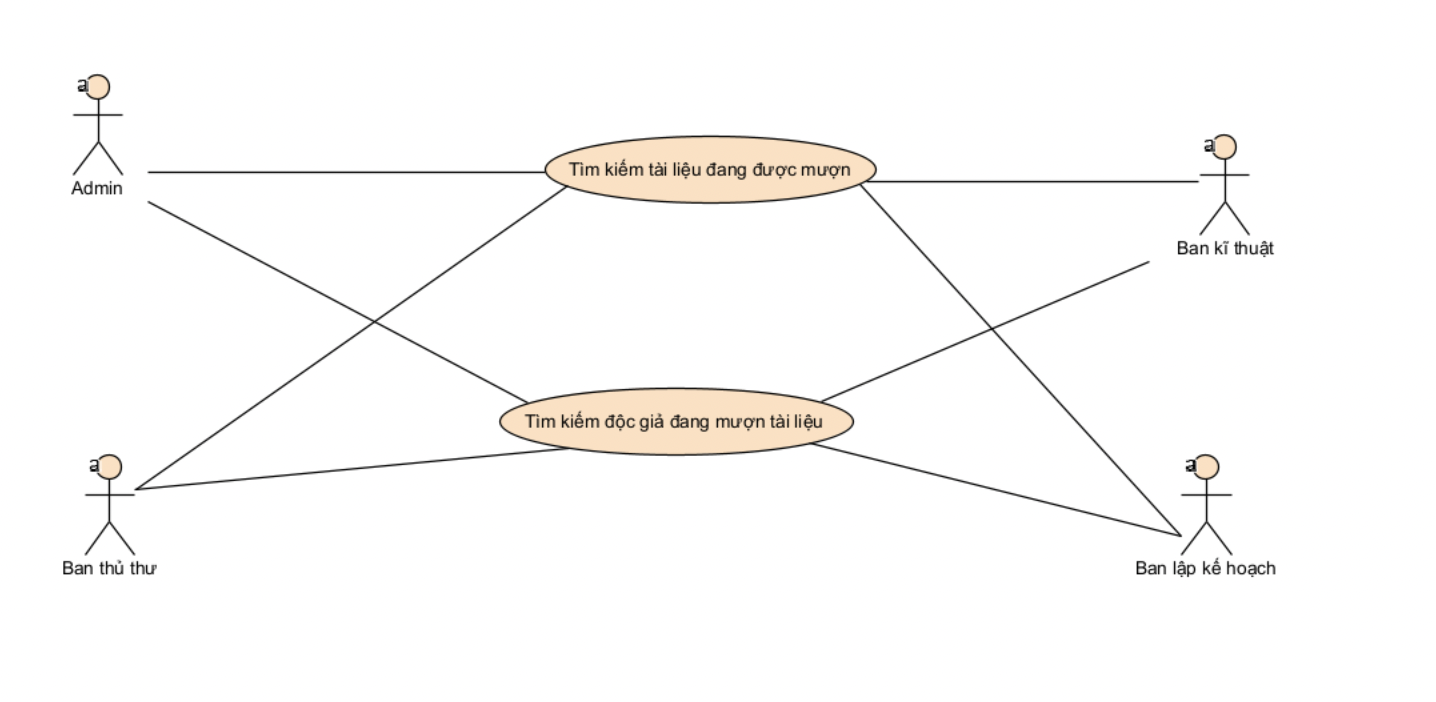 a
Admin
Tìm kiếm tài liệu đang được mượn
a
Ban kĩ thuật
Tìm kiếm độc giả đang mượn tài liệu
a
Ban thủ thư
a
Ban lập kế hoạch